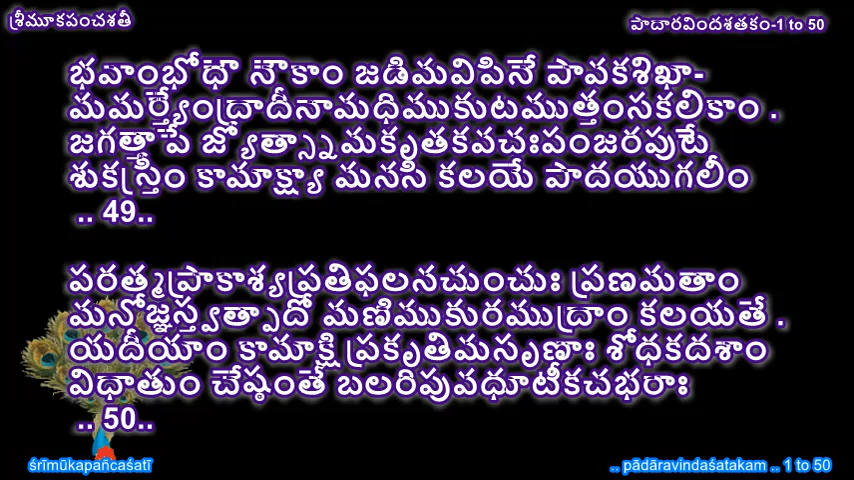 శ్రీమూకపంచశతీ
పాదారవిందశతకం-1 to 50
భవాంభోధౌ నౌకాం జడిమవిపినే పావకశిఖా-
మమర్త్యేంద్రాదీనామధిముకుటముత్తంసకలికాం .
జగత్తాపే జ్యోత్స్నామకృతకవచఃపంజరపుటే
శుకస్త్రీం కామాక్ష్యా మనసి కలయే పాదయుగలీం
.. 49..
పరత్మప్రాకాశ్యప్రతిఫలనచుంచుః ప్రణమతాం
మనోజ్ఞస్త్వత్పాదో మణిముకురముద్రాం కలయతే .
యదీయాం కామాక్షి ప్రకృతిమసృణాః శోధకదశాం
విధాతుం చేష్ఠంతే బలరిపువధూటీకచభరాః
.. 50..
śrīmūkapañcaśatī
.. pādāravindaśatakam .. 1 to 50